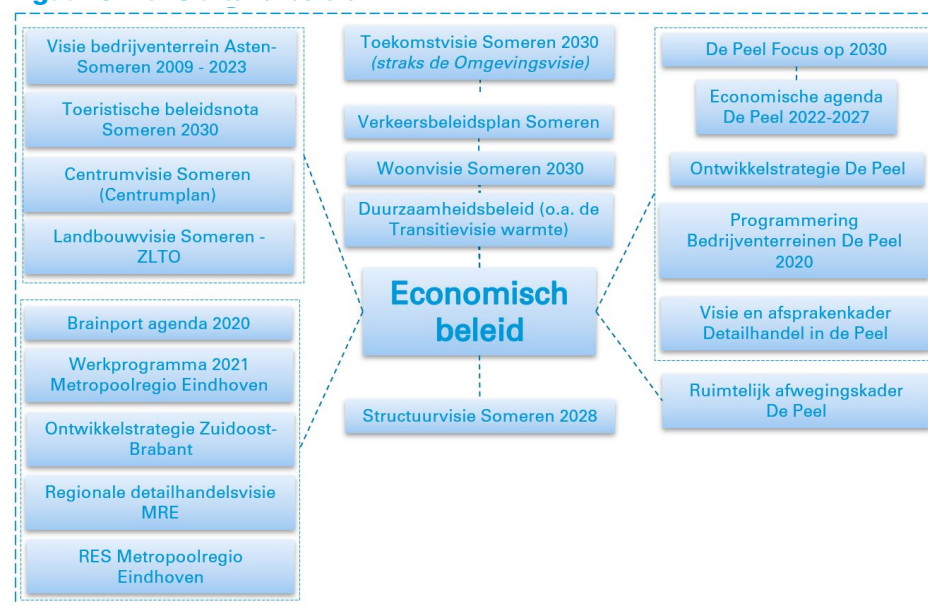 Visie bedrijventerrein Asten-
Someren 2009 - 2023
Toeristische beleidsnota
Someren 2030
Centrumvisie Someren
(Centrumplan)
Landbouwvisie Someren -
ZLTO
Brainport agenda 2020
Werkprogramma 2021
Metropoolregio Eindhoven
Ontwikkelstrategie Zuidoost-
Brabant
Regionale detailhandelsvisie
MRE
RES Metropoolregio
Eindhoven
Toekomstvisie Someren 2030
(straks de Omgevingsvisie)
Verkeersbeleidsplan Someren
Woonvisie Someren 2030
Duurzaamheidsbeleid (o.a. de
Transitievisie warmte)
Economisch
beleid
Structuurvisie Someren 2028
De Peel Focus op 2030
Economische agenda
De Peel 2022-2027
Ontwikkelstrategie De Peel
Programmering
Bedrijventerreinen De Peel
2020
Visie en afsprakenkader
Detailhandel in de Peel
Ruimtelijk afwegingskader
De Peel